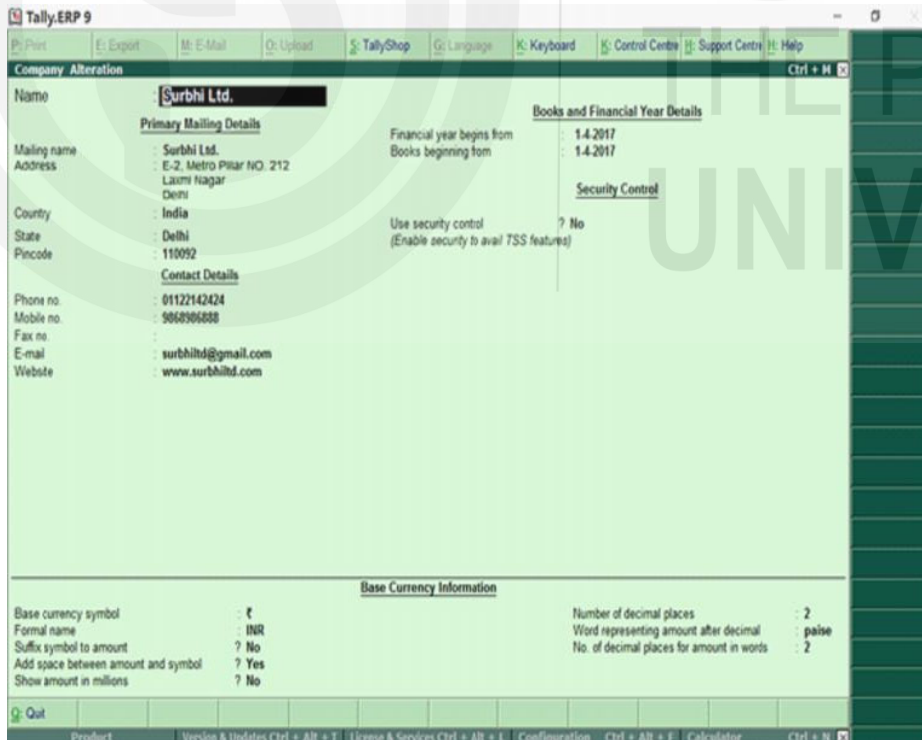 Tally.ERP 9
P: Print E: Export M: E-Mail O: Upload S: TallyShop G: Language K: Keyboard K: Control Centre H: Support Centre H: Help
Company Alteration Ctrl + M
Name : Surbhi Ltd.
Primary Mailing Details
Mailing name : Surbhi Ltd.
Address : E-2, Metro Pillar NO. 212
Laxmi Nagar
Delhi
Country : India
State : Delhi
Pincode : 110092
Contact Details
Phone no. : 01122142424
Mobile no. : 9868986888
Fax no. :
E-mail : surbhiltd@gmail.com
Website : www.surbhiltd.com
Books and Financial Year Details
Financial year begins from : 1-4-2017
Books beginning from : 1-4-2017
Security Control
Use security control ? No
(Enable security to avail TSS features)
THE P
UNIV
Base Currency Information
Base currency symbol : ₹
Formal name : INR
Suffix symbol to amount ? No
Add space between amount and symbol ? Yes
Show amount in millions ? No
Number of decimal places : 2
Word representing amount after decimal : paise
No. of decimal places for amount in words : 2
Q: Quit
Product Version & Updates Ctrl + Alt + T License & Services Ctrl + Alt + L Configuration Ctrl + Alt + F Calculator Ctrl + N